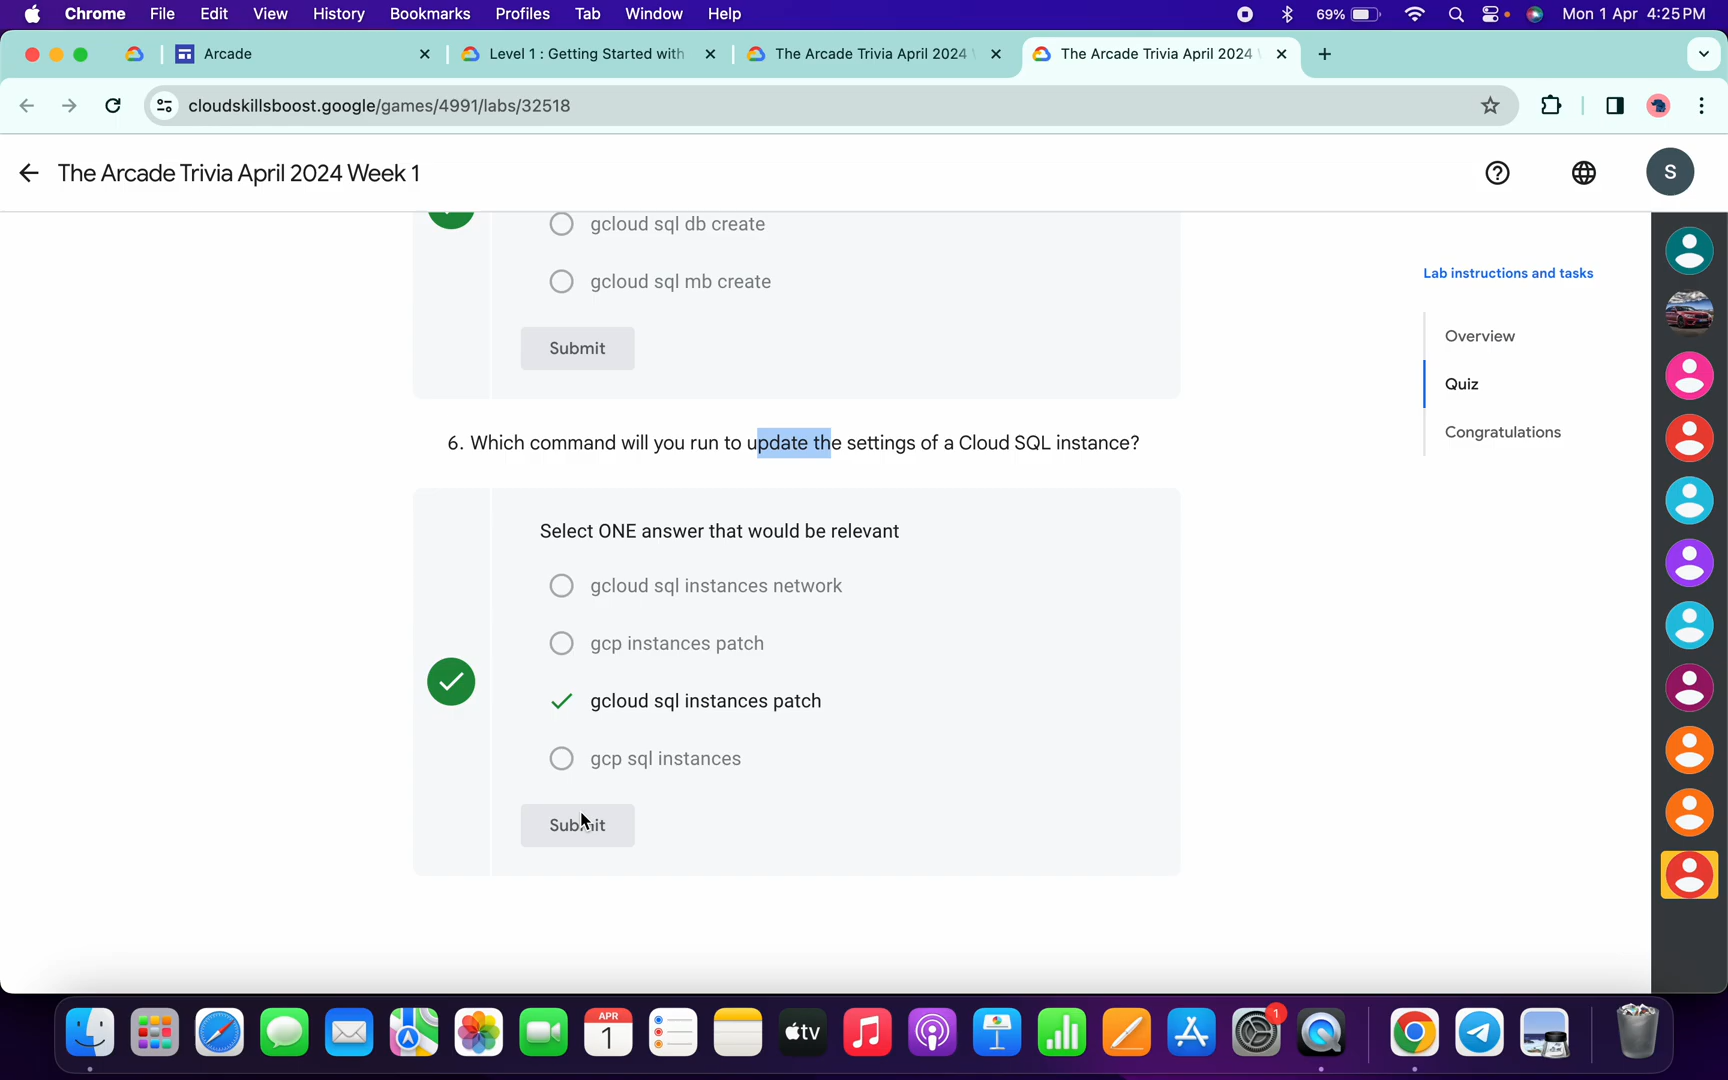 Chrome File Edit View History Bookmarks Profiles Tab Window Help 69% Mon 1 Apr 4:25 PM
Arcade Level 1 : Getting Started with The Arcade Trivia April 2024 The Arcade Trivia April 2024
cloudskillsboost.google/games/4991/labs/32518
The Arcade Trivia April 2024 Week 1
S
gcloud sql db create
gcloud sql mb create
Submit
6. Which command will you run to update the settings of a Cloud SQL instance?
Select ONE answer that would be relevant
gcloud sql instances network
gcp instances patch
gcloud sql instances patch
gcp sql instances
Submit
Lab instructions and tasks
Overview
Quiz
Congratulations
APR
1
tv
1